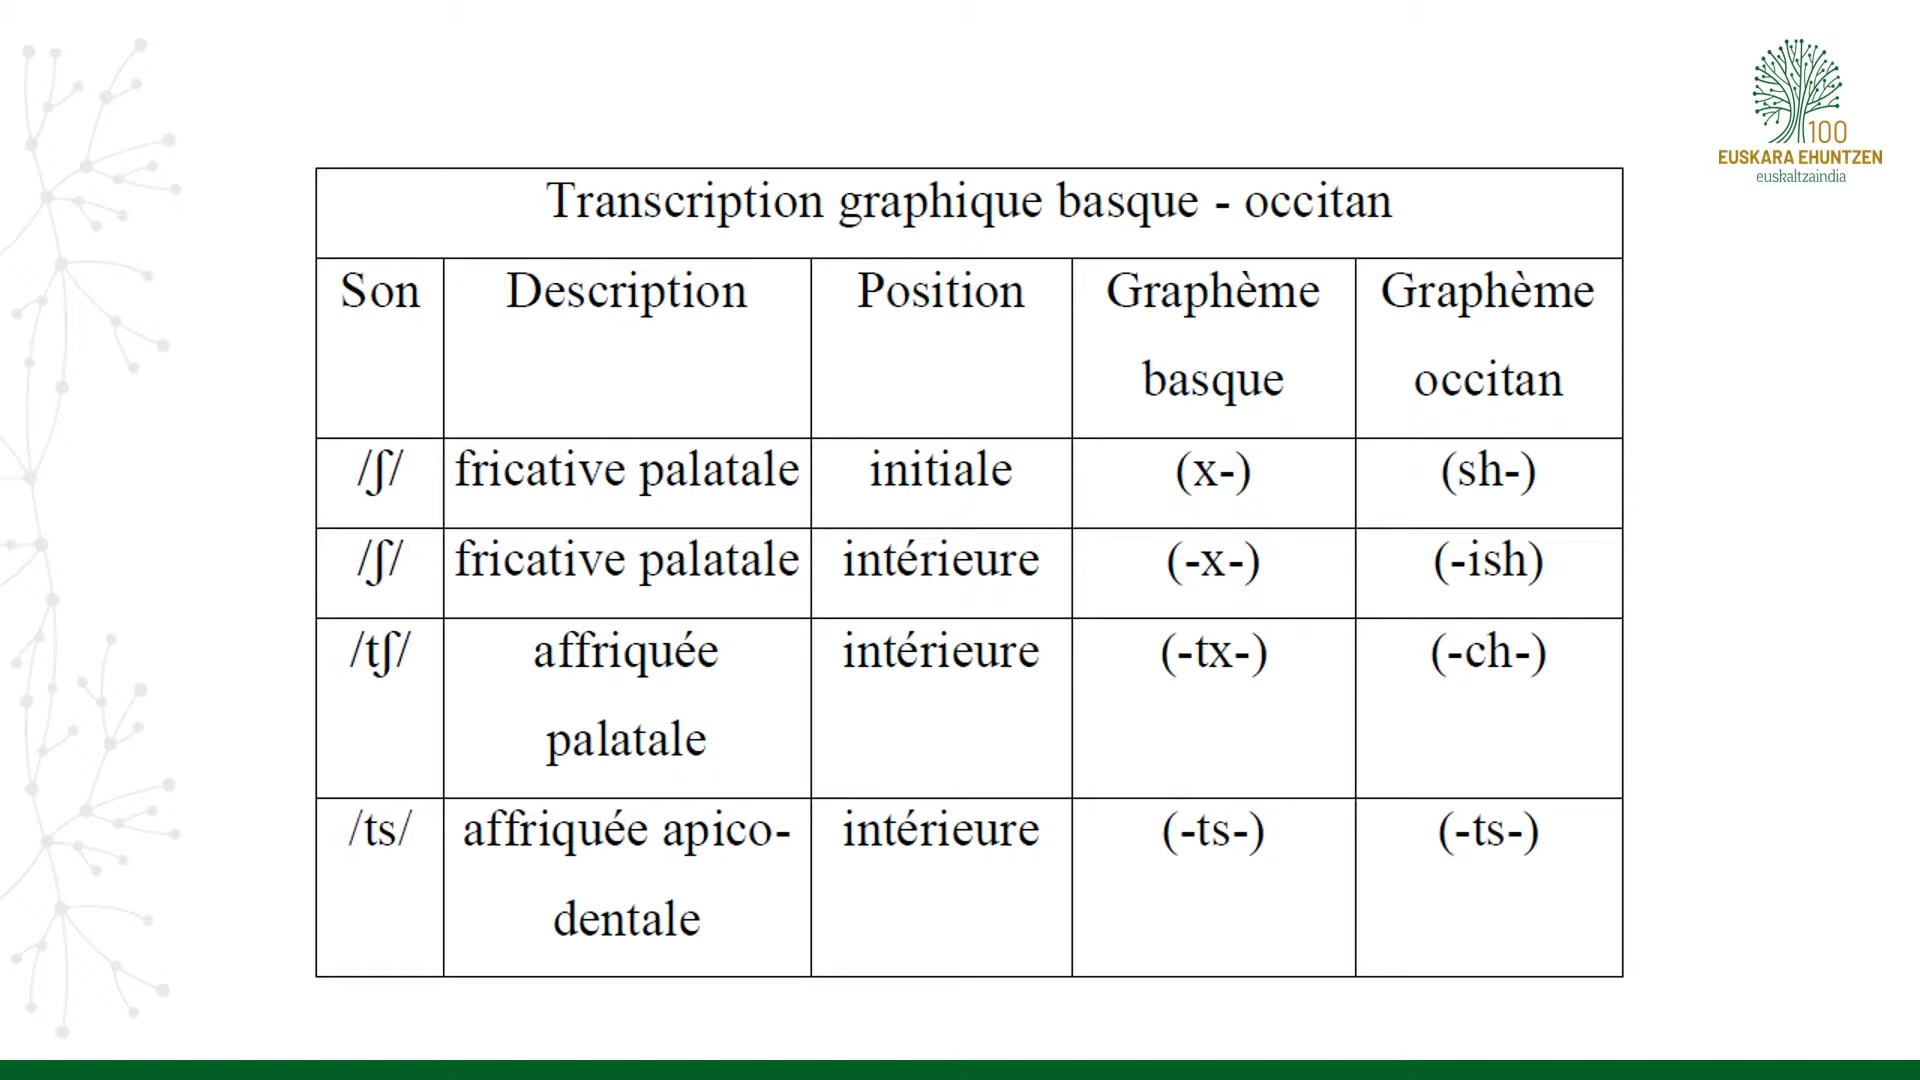 100
EUSKARA EHUNTZEN
euskaltzaindia
Transcription graphique basque - occitan
Son Description Position Graphème basque Graphème occitan
/ʃ/ fricative palatale initiale (x-) (sh-)
/ʃ/ fricative palatale intérieure (-x-) (-ish)
/tʃ/ affriquée palatale intérieure (-tx-) (-ch-)
/ts/ affriquée apico-dentale intérieure (-ts-) (-ts-)